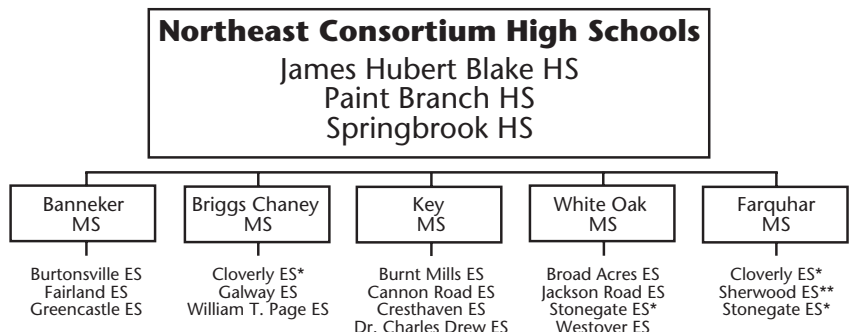 Northeast Consortium High Schools
James Hubert Blake HS
Paint Branch HS
Springbrook HS
Banneker
MS
Burtonsville ES
Fairland ES
Greencastle ES
Briggs Chaney
MS
Cloverly ES*
Galway ES
William T. Page ES
Key
MS
Burnt Mills ES
Cannon Road ES
Cresthaven ES
Dr. Charles Drew ES
White Oak
MS
Broad Acres ES
Jackson Road ES
Stonegate ES*
Westover ES
Farquhar
MS
Cloverly ES*
Sherwood ES**
Stonegate ES*